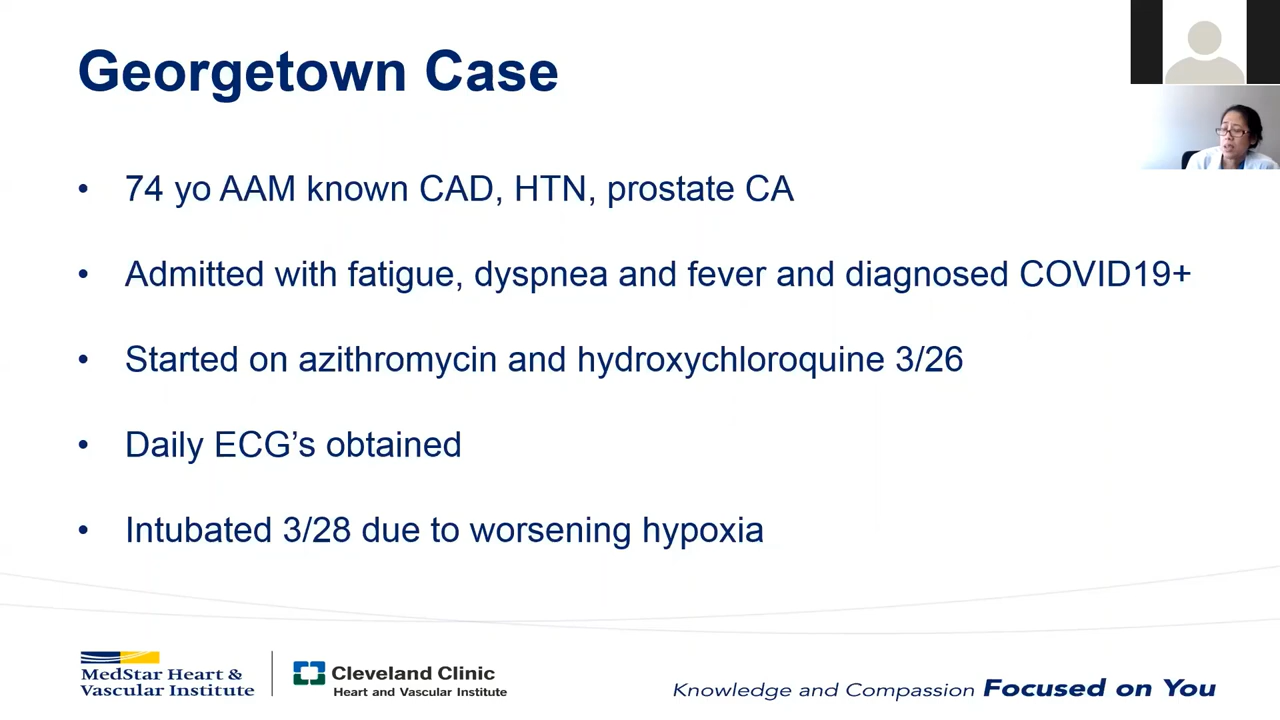 Georgetown Case
• 74 yo AAM known CAD, HTN, prostate CA
• Admitted with fatigue, dyspnea and fever and diagnosed COVID19+
• Started on azithromycin and hydroxychloroquine 3/26
• Daily ECG’s obtained
• Intubated 3/28 due to worsening hypoxia
MedStar Heart &
Vascular Institute
Cleveland Clinic
Heart and Vascular Institute
Knowledge and Compassion Focused on You